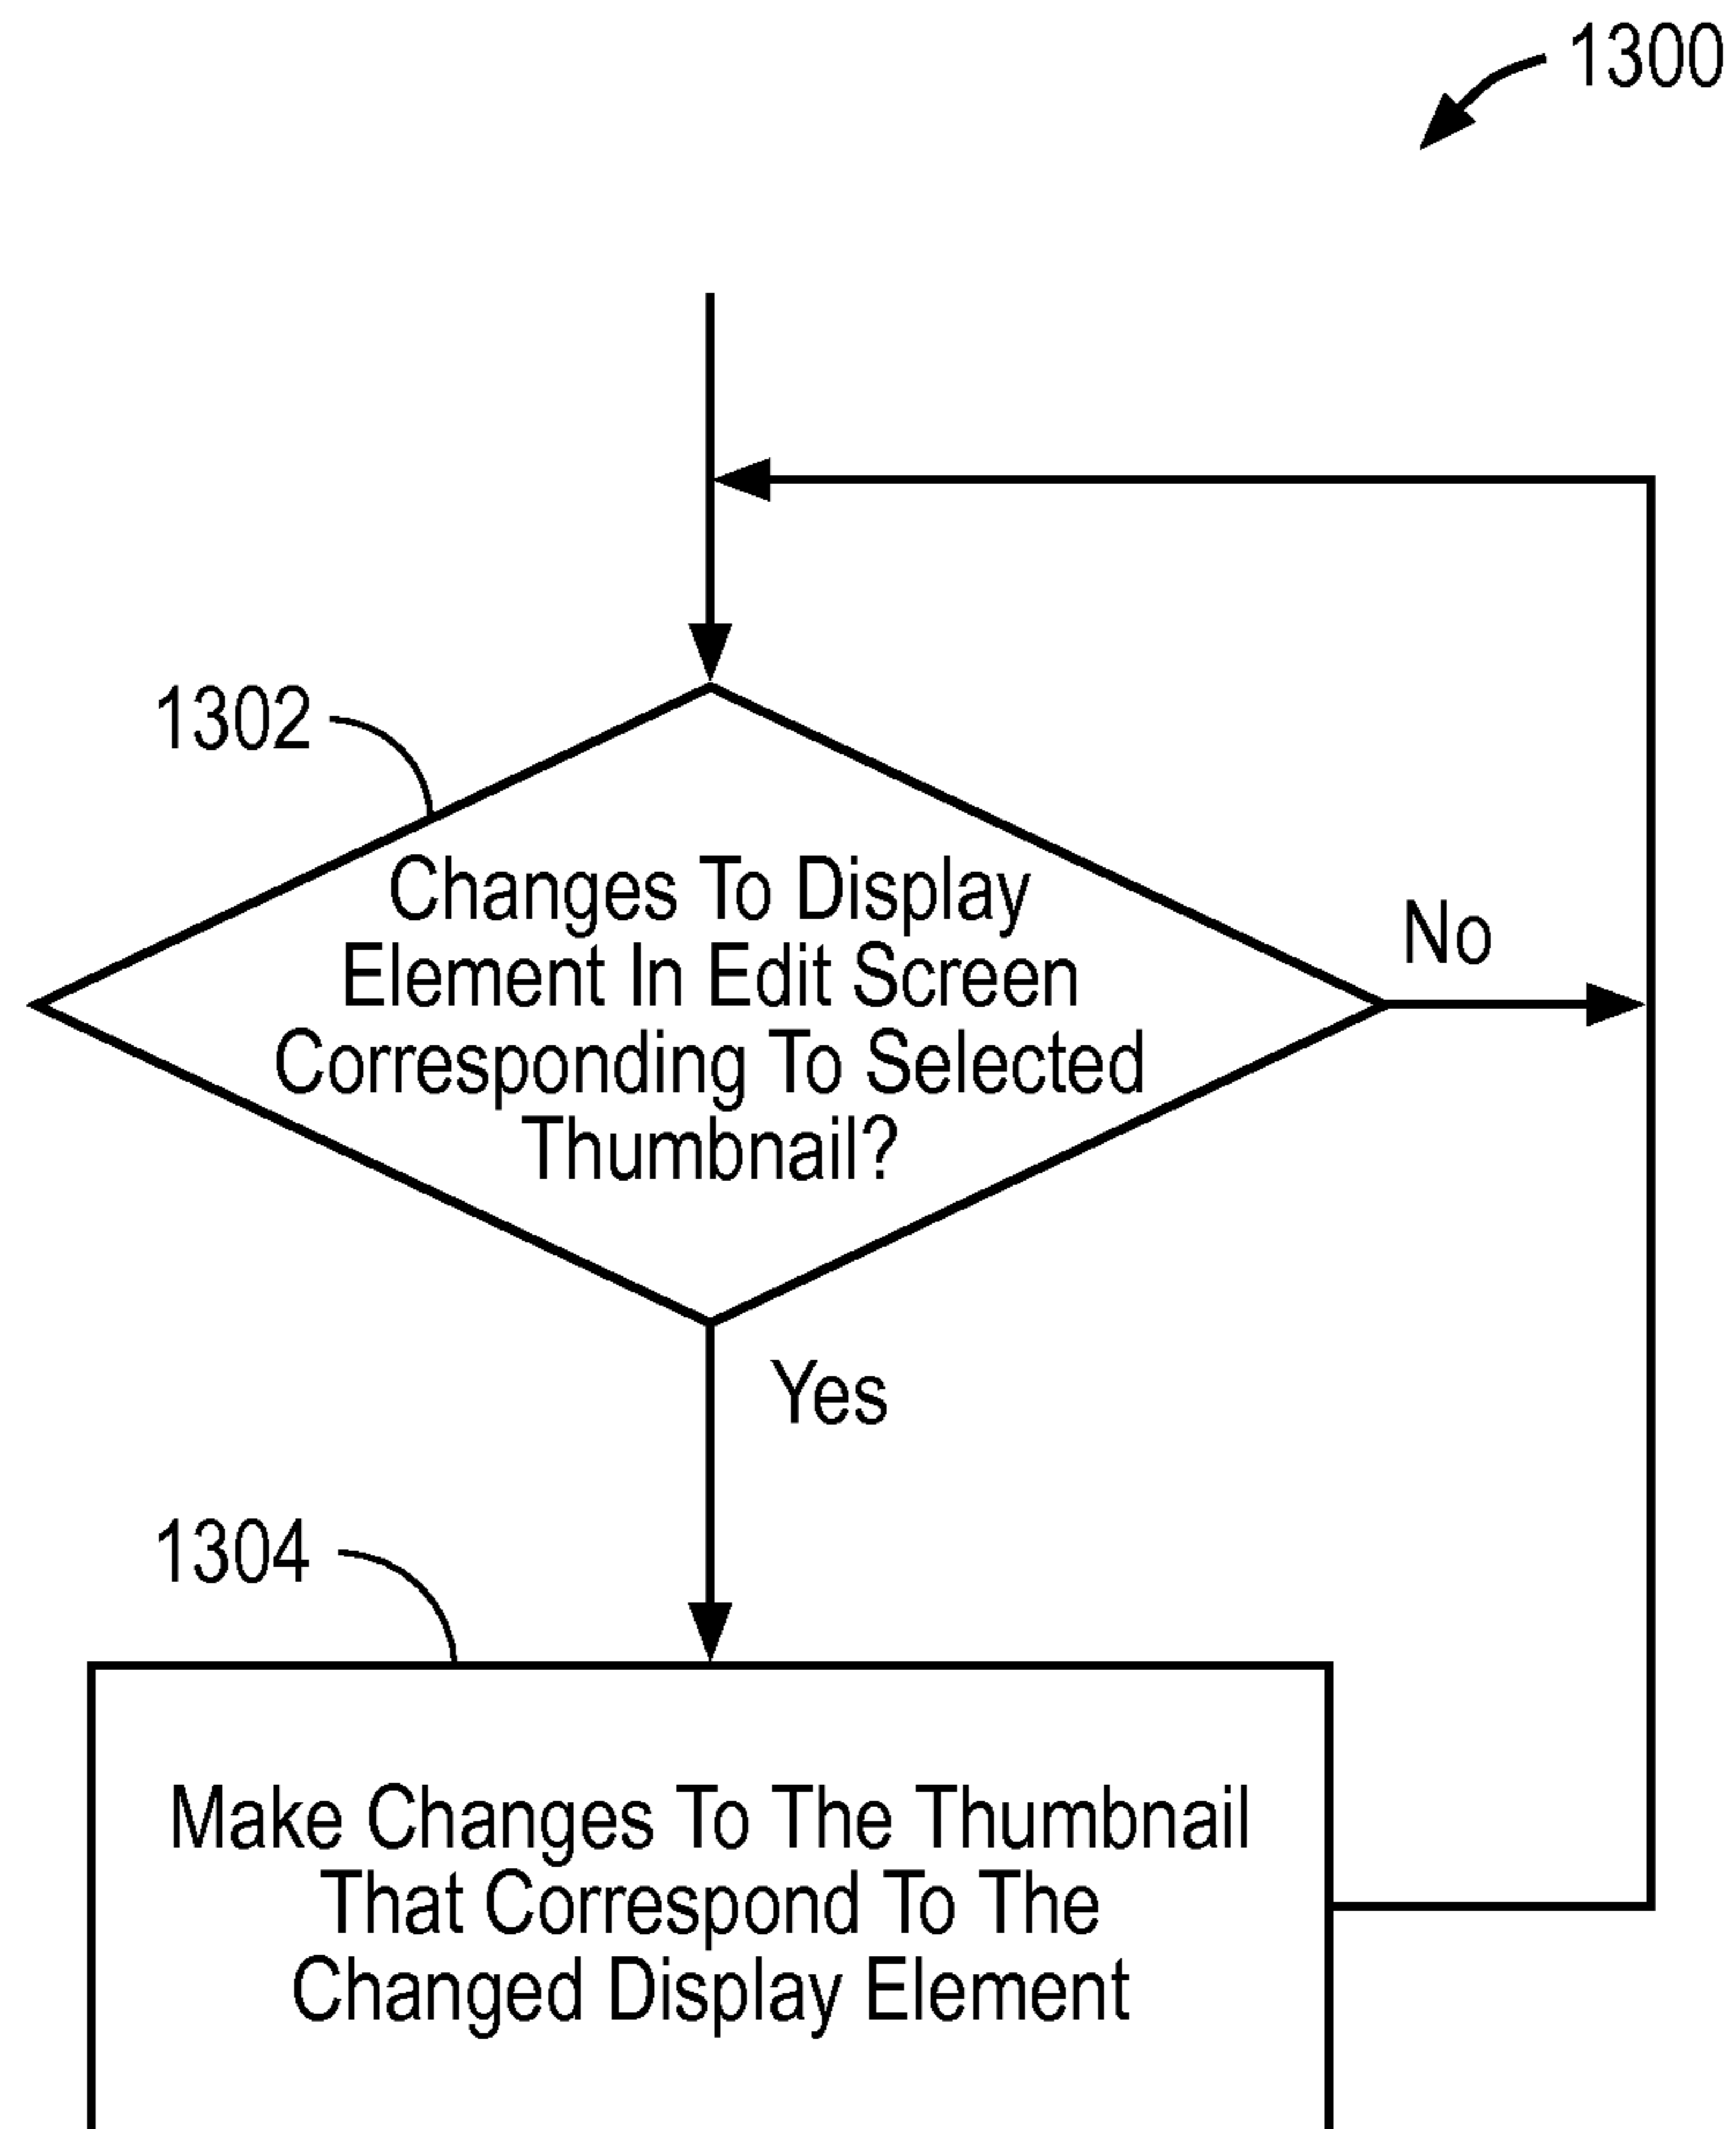 1300
1302
Changes To Display
Element In Edit Screen
Corresponding To Selected
Thumbnail?
No
Yes
1304
Make Changes To The Thumbnail
That Correspond To The
Changed Display Element